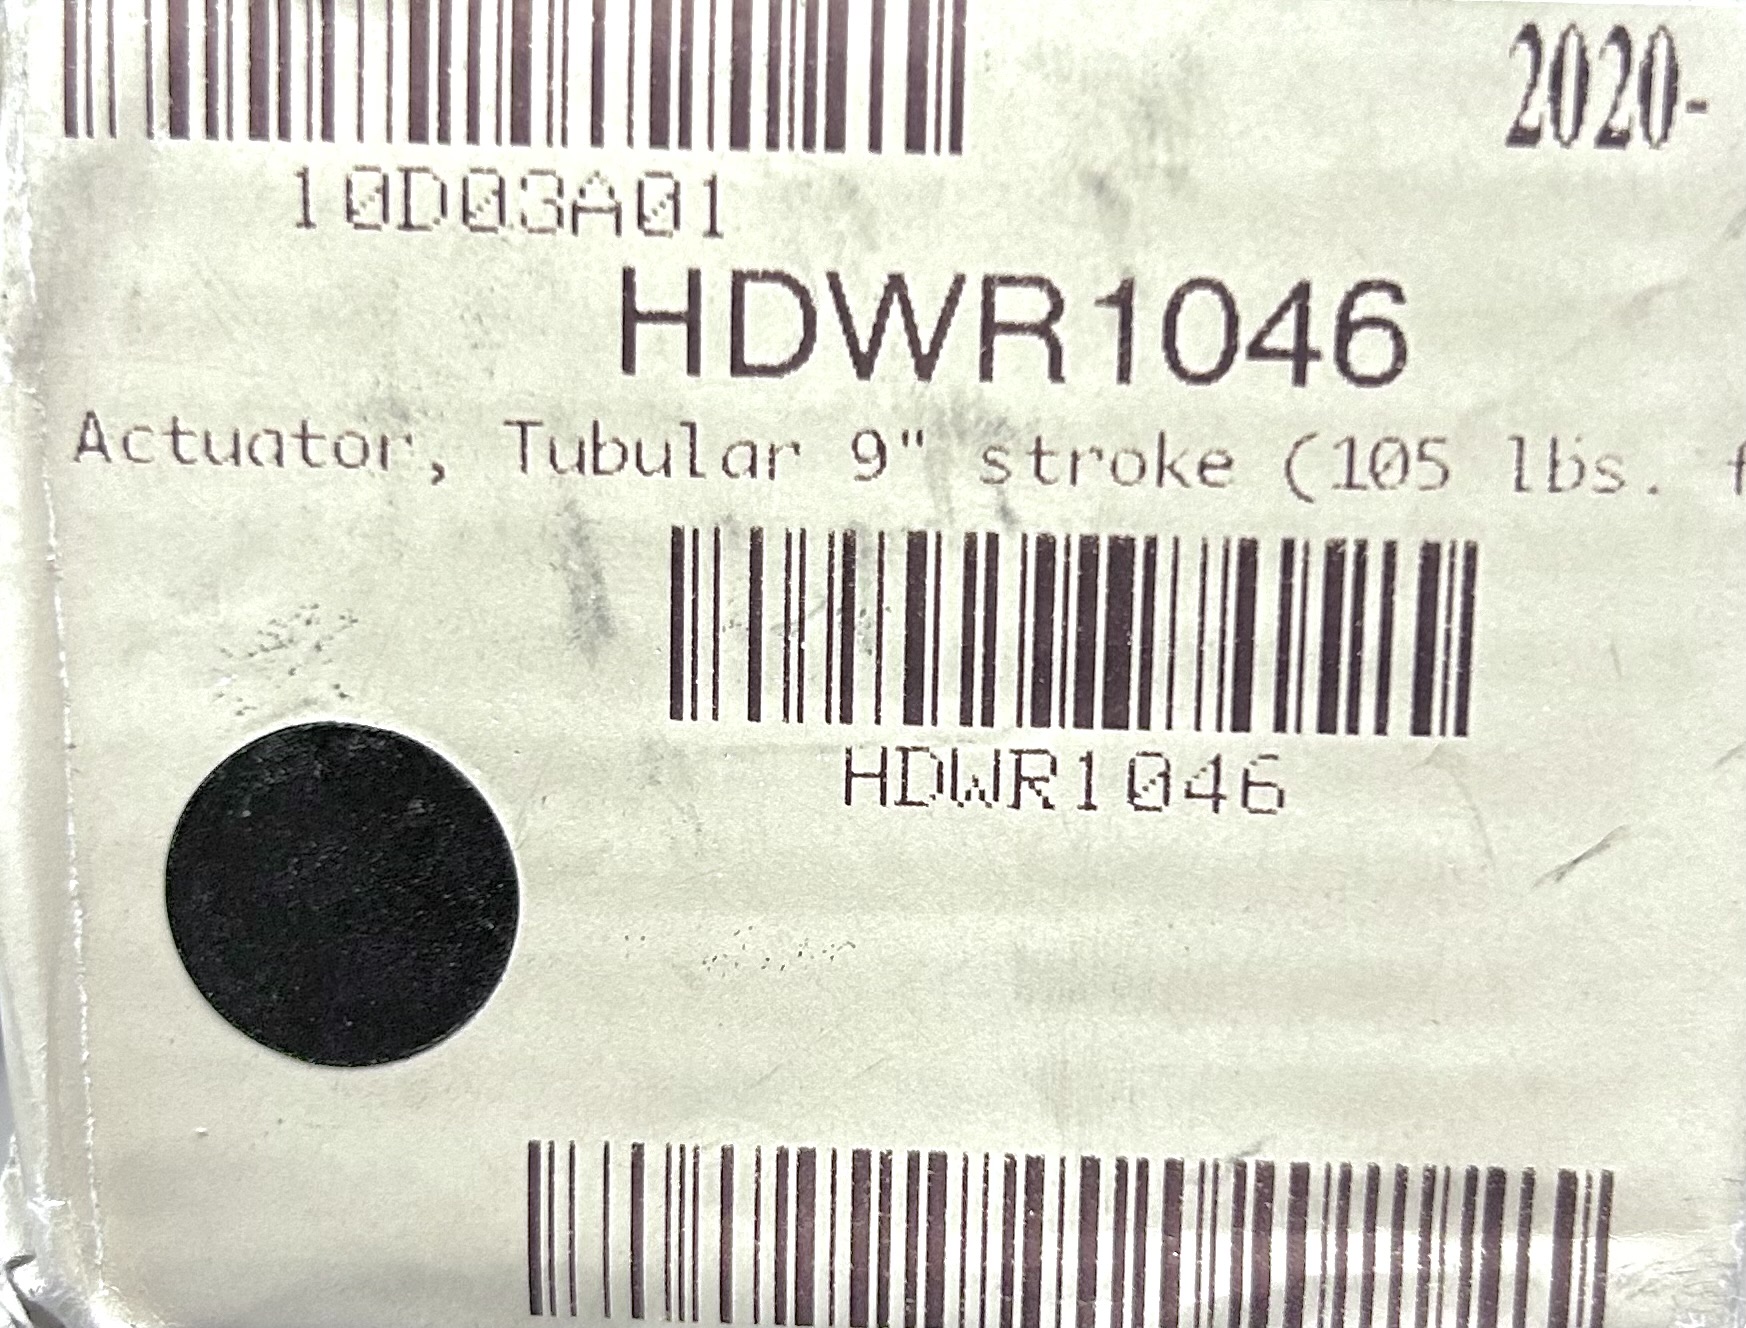 2020-
10D03A01
HDWR1046
Actuator, Tubular 9" stroke (105 lbs.
HDWR1046